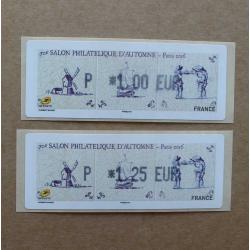 70e SALON PHILATELIQUE D'AUTOMNE - Paris 2016
P *1,00 EUR
FRANCE
70e SALON PHILATELIQUE D'AUTOMNE - Paris 2016
P *1,25 EUR
FRANCE